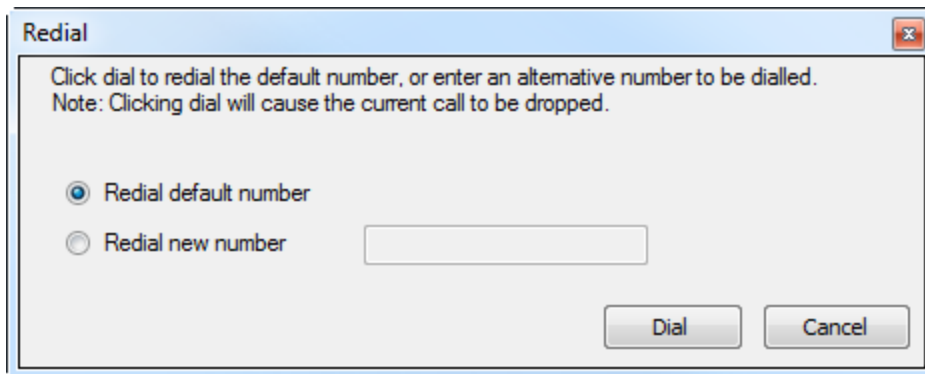 Redial
Click dial to redial the default number, or enter an alternative number to be dialled.
Note: Clicking dial will cause the current call to be dropped.
Redial default number
Redial new number
Dial Cancel